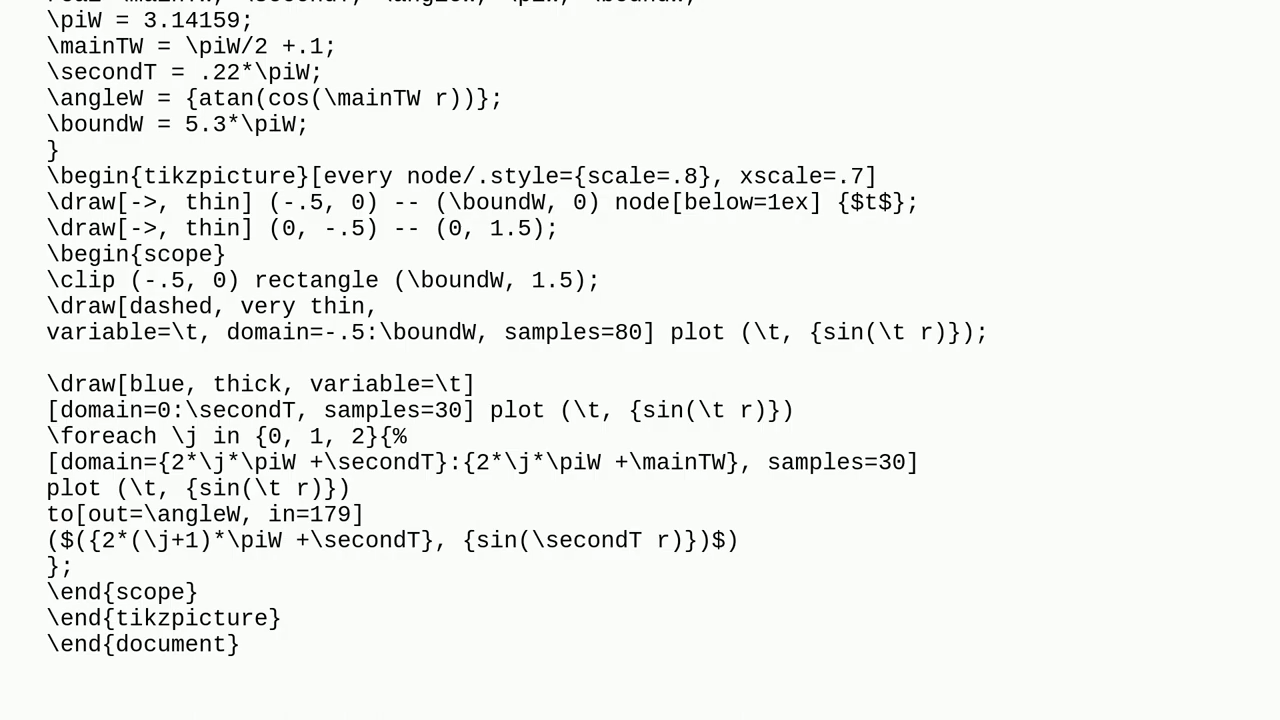 \piW = 3.14159;
\mainTW = \piW/2 +.1;
\secondT = .22*\piW;
\angleW = {atan(cos(\mainTW r))};
\boundW = 5.3*\piW;
}
\begin{tikzpicture}[every node/.style={scale=.8}, xscale=.7]
\draw[->, thin] (-.5, 0) -- (\boundW, 0) node[below=1ex] {$t$};
\draw[->, thin] (0, -.5) -- (0, 1.5);
\begin{scope}
\clip (-.5, 0) rectangle (\boundW, 1.5);
\draw[dashed, very thin,
variable=\t, domain=-.5:\boundW, samples=80] plot (\t, {sin(\t r)});

\draw[blue, thick, variable=\t]
[domain=0:\secondT, samples=30] plot (\t, {sin(\t r)})
\foreach \j in {0, 1, 2}{%
[domain={2*\j*\piW +\secondT}:{2*\j*\piW +\mainTW}, samples=30]
plot (\t, {sin(\t r)})
to[out=\angleW, in=179]
($({2*(\j+1)*\piW +\secondT}, {sin(\secondT r)})$)
};
\end{scope}
\end{tikzpicture}
\end{document}